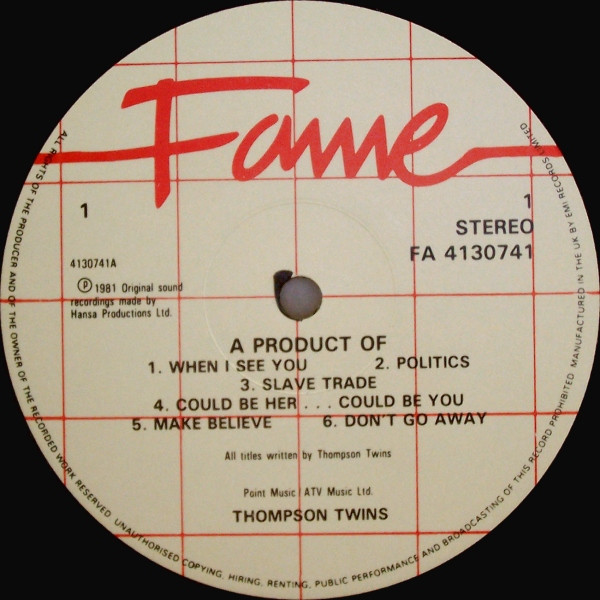 Fame
1
1
STEREO
FA 4130741
4130741A
Ⓟ 1981 Original sound
recordings made by
Hansa Productions Ltd.
A PRODUCT OF
1. WHEN I SEE YOU 2. POLITICS
3. SLAVE TRADE
4. COULD BE HER . . . COULD BE YOU
5. MAKE BELIEVE 6. DON'T GO AWAY
All titles written by Thompson Twins
Point Music / ATV Music Ltd.
THOMPSON TWINS
ALL RIGHTS OF THE PRODUCER AND OF THE OWNER OF THE RECORDED WORK RESERVED. UNAUTHORISED COPYING, HIRING, RENTING, PUBLIC PERFORMANCE AND BROADCASTING OF THIS RECORD PROHIBITED. MANUFACTURED IN THE UK BY EMI RECORDS LIMITED